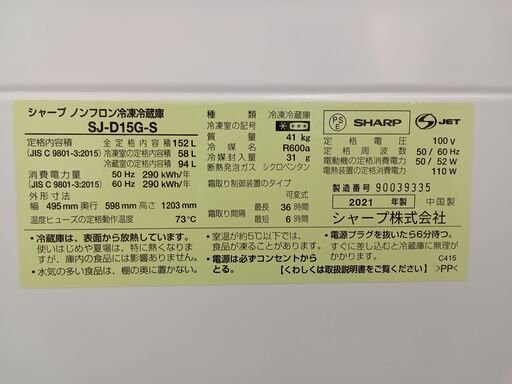 シャープ ノンフロン冷凍冷蔵庫
SJ-D15G-S
定格内容積 全定格内容積 152 L
(JIS C 9801-3:2015) 冷凍室の定格内容積 58 L
冷蔵室の定格内容積 94 L
消費電力量 50 Hz 290 kWh/年
(JIS C 9801-3:2015) 60 Hz 290 kWh/年
外形寸法
幅 495 mm 奥行 598 mm 高さ 1203 mm
温度ヒューズの定格動作温度 73℃
種類 冷凍冷蔵庫
冷凍室の記号
質量 41 kg
冷媒名 R600a
冷媒封入量 31 g
断熱発泡ガス シクロペンタン
霜取り制御装置のタイプ
可変式
霜取り間隔 最長 36 時間
最短 6 時間
PSE SHARP S JET
定格電圧 100 V
定格周波数 50 / 60 Hz
電動機の定格消費電力 50 / 52 W
電熱装置の定格消費電力 110 W
製造番号 90039335
2021 年製 中国製
シャープ株式会社
・冷蔵庫は、表面から放熱しています。
使いはじめや夏場は、特に熱くなりま
すが、庫内の食品には影響ありません。
・水気の多い食品は、棚の奥に置かない。
・室温が約5℃以下では、
食品が凍ることがあります。
・電源は必ずコンセントから
とる。
・電源プラグを抜いたら6分待つ。
すぐに差し込むと冷蔵庫に無理が
かかります。
【くわしくは取扱説明書をご覧ください】
C415
>PP<